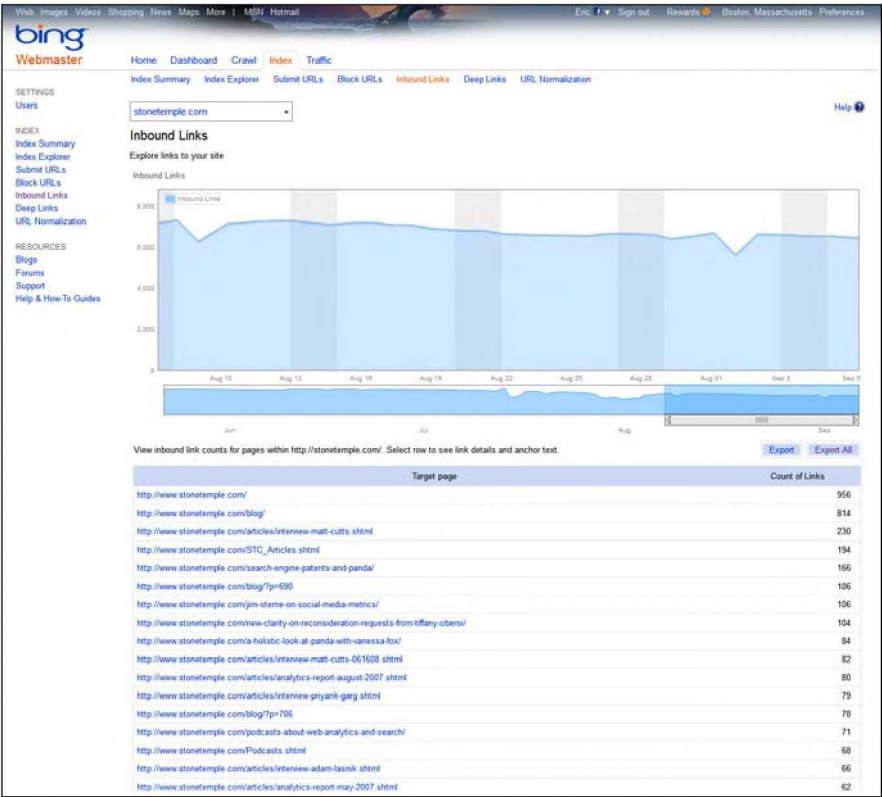 Web Images Videos Shopping News Maps More | MSN Hotmail Eric Sign out Rewards Boston, Massachusetts Preferences
bing
Webmaster
Home Dashboard Crawl Index Traffic
Index Summary Index Explorer Submit URLs Block URLs Inbound Links Deep Links URL Normalization
SETTINGS
Users
INDEX
Index Summary
Index Explorer
Submit URLs
Block URLs
Inbound Links
Deep Links
URL Normalization
RESOURCES
Blogs
Forums
Support
Help & How-To Guides
stonetemple.com
Help
Inbound Links
Explore links to your site
Inbound Links
Inbound Links
8,000
6,000
4,000
2,000
0
Aug 10 Aug 13 Aug 16 Aug 19 Aug 22 Aug 25 Aug 28 Aug 31 Sep 3 Sep
Jun Jul Aug Sep
View inbound link counts for pages within http://stonetemple.com/. Select row to see link details and anchor text.
Export Export All
Target page Count of Links
http://www.stonetemple.com/ 956
http://www.stonetemple.com/blog/ 814
http://www.stonetemple.com/articles/interview-matt-cutts.shtml 230
http://www.stonetemple.com/STC_Articles.shtml 194
http://www.stonetemple.com/search-engine-patents-and-panda/ 166
http://www.stonetemple.com/blog/?p=690 106
http://www.stonetemple.com/jim-sterne-on-social-media-metrics/ 106
http://www.stonetemple.com/new-clarity-on-reconsideration-requests-from-tiffany-oberoi/ 104
http://www.stonetemple.com/a-holistic-look-at-panda-with-vanessa-fox/ 84
http://www.stonetemple.com/articles/interview-matt-cutts-061608.shtml 82
http://www.stonetemple.com/articles/analytics-report-august-2007.shtml 80
http://www.stonetemple.com/articles/interview-priyank-garg.shtml 79
http://www.stonetemple.com/blog/?p=706 78
http://www.stonetemple.com/podcasts-about-web-analytics-and-search/ 71
http://www.stonetemple.com/Podcasts.shtml 68
http://www.stonetemple.com/articles/interview-adam-lasnik.shtml 66
http://www.stonetemple.com/articles/analytics-report-may-2007.shtml 62